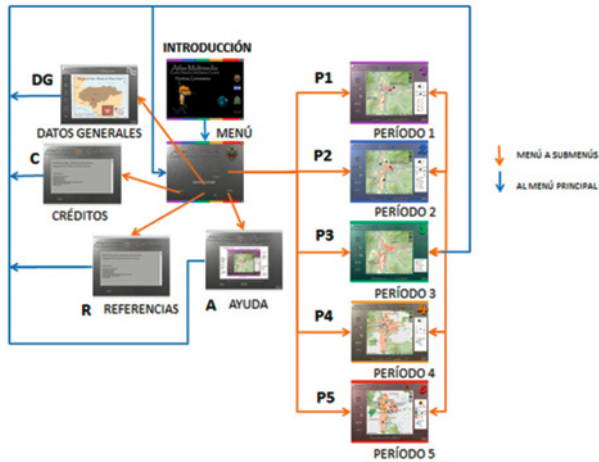 INTRODUCCIÓN
DG
Atlas Multimedia
DATOS GENERALES
MENÚ
C
CRÉDITOS
R REFERENCIAS
A AYUDA
P1
PERÍODO 1
P2
PERÍODO 2
P3
PERÍODO 3
P4
PERÍODO 4
P5
PERÍODO 5
MENÚ A SUBMENÚS
AL MENÚ PRINCIPAL